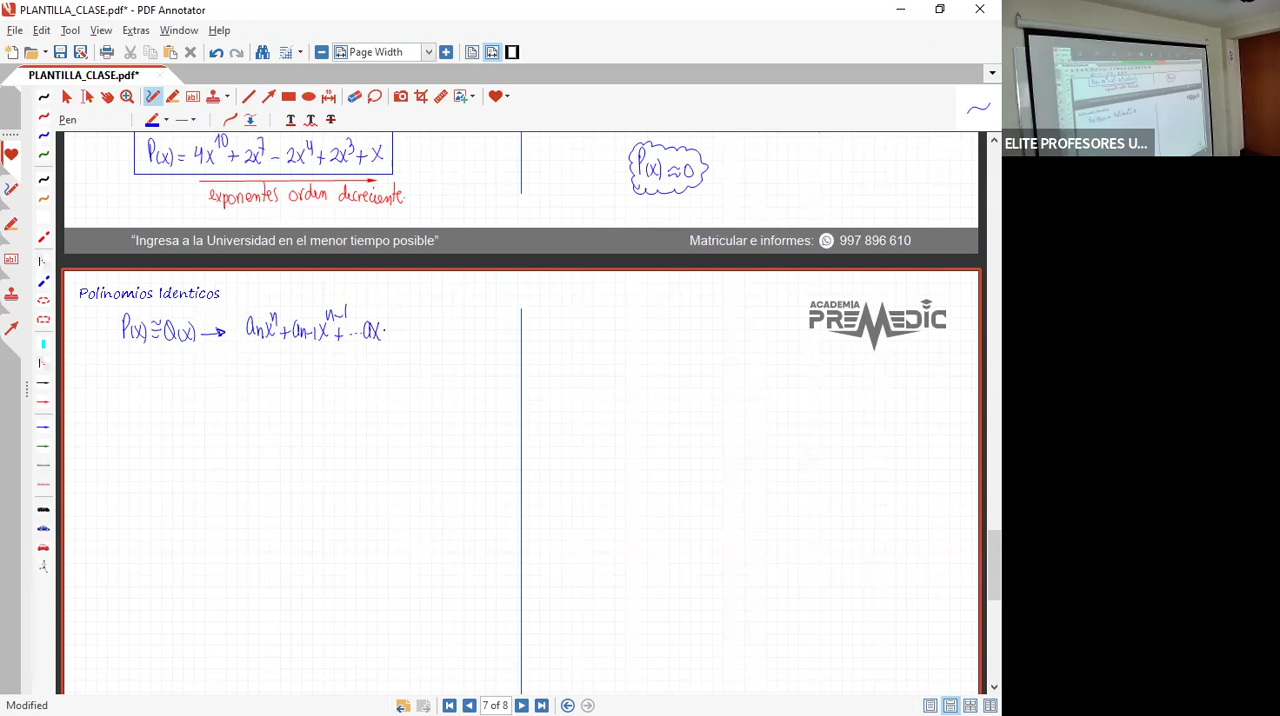 PLANTILLA_CLASE.pdf* - PDF Annotator
File Edit Tool View Extras Window Help
Page Width
PLANTILLA_CLASE.pdf*
Pen
P(x) = 4x^10 + 2x^7 - 2x^4 + 2x^3 + x
exponentes orden decreciente.
P(x) ≈ 0
"Ingresa a la Universidad en el menor tiempo posible"
Matricular e informes: 997 896 610
Polinomios Identicos
P(x) ≅ Q(x) → anx^n + an-1x^n-1 + ...ax
ACADEMIA
PREMEDIC
Modified
7 of 8
ELITE PROFESORES U...